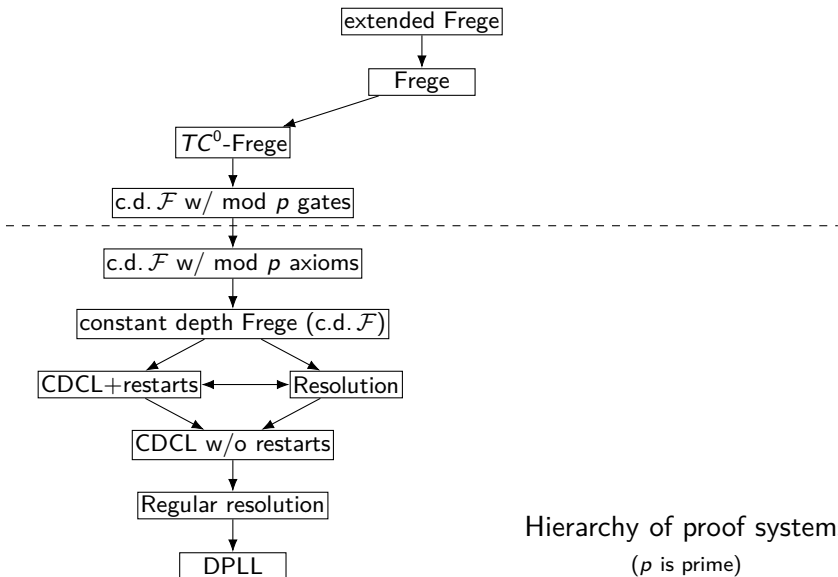 extended Frege
Frege
TC⁰-Frege
c.d. ℱ w/ mod p gates
c.d. ℱ w/ mod p axioms
constant depth Frege (c.d. ℱ)
CDCL+restarts
Resolution
CDCL w/o restarts
Regular resolution
DPLL
Hierarchy of proof system
(p is prime)